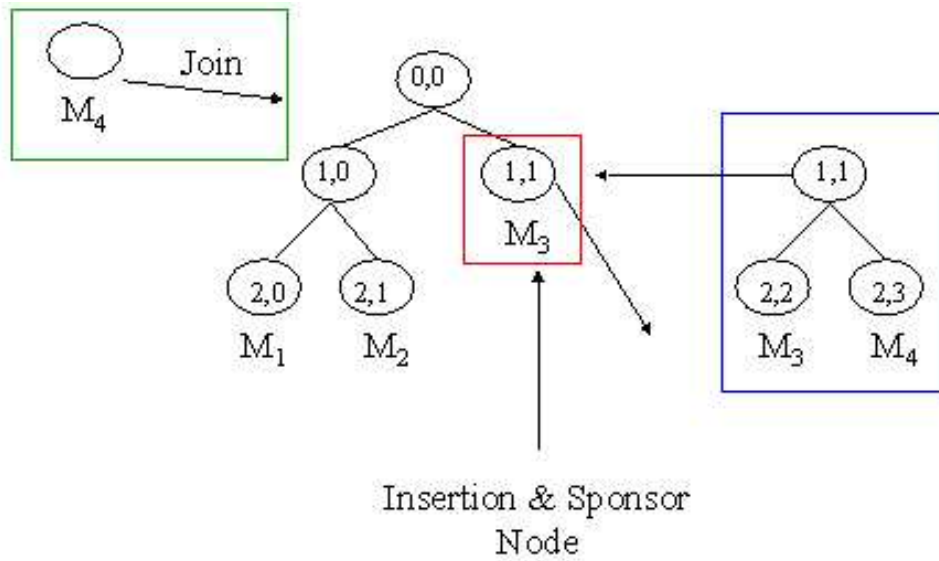 Join
M₄
0,0
1,0
1,1
1,1
M₃
2,0
2,1
2,2
2,3
M₁
M₂
M₃
M₄
Insertion & Sponsor
Node